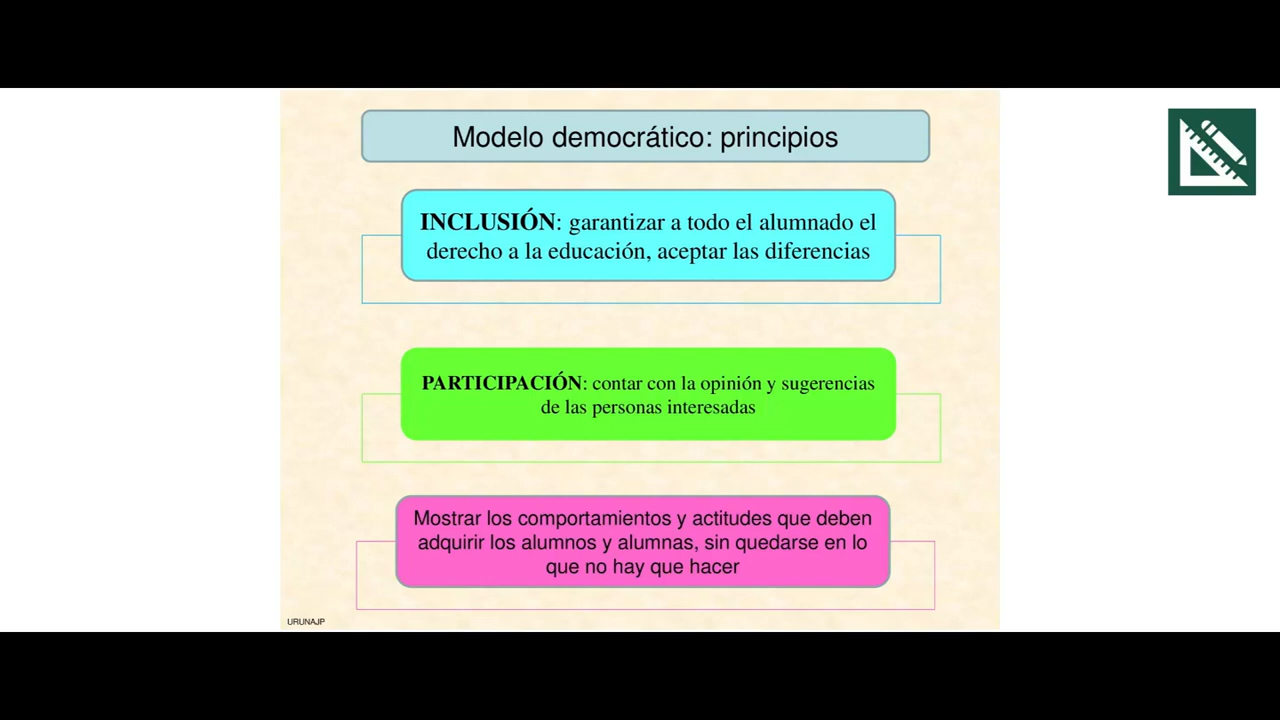 Modelo democrático: principios
INCLUSIÓN: garantizar a todo el alumnado el
derecho a la educación, aceptar las diferencias
PARTICIPACIÓN: contar con la opinión y sugerencias
de las personas interesadas
Mostrar los comportamientos y actitudes que deben
adquirir los alumnos y alumnas, sin quedarse en lo
que no hay que hacer
URUNAJP